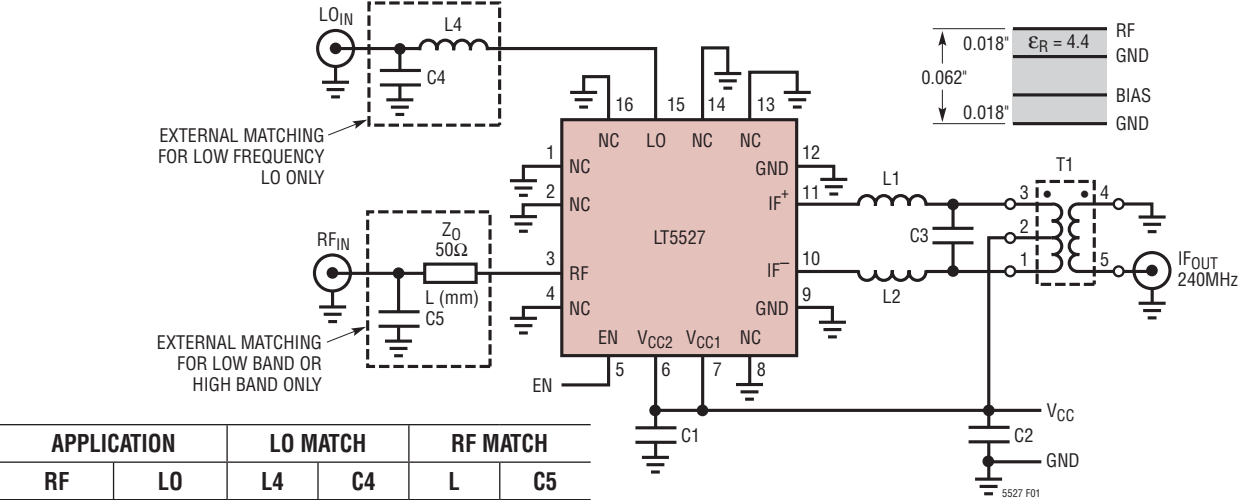 LO_IN
L4
C4
EXTERNAL MATCHING
FOR LOW FREQUENCY
LO ONLY
RF_IN
Z_O
50Ω
L (mm)
C5
EXTERNAL MATCHING
FOR LOW BAND OR
HIGH BAND ONLY
16
15
14
13
NC
LO
NC
NC
1
NC
2
NC
3
RF
4
NC
LT5527
GND
12
IF⁺
11
IF⁻
10
GND
9
EN
V_CC2
V_CC1
NC
5
6
7
8
EN
L1
L2
C3
T1
3
2
1
4
5
IF_OUT
240MHz
0.018"
ε_R = 4.4
0.062"
0.018"
RF
GND
BIAS
GND
C1
C2
V_CC
GND
5527 F01
APPLICATION LO MATCH RF MATCH
RF LO L4 C4 L C5